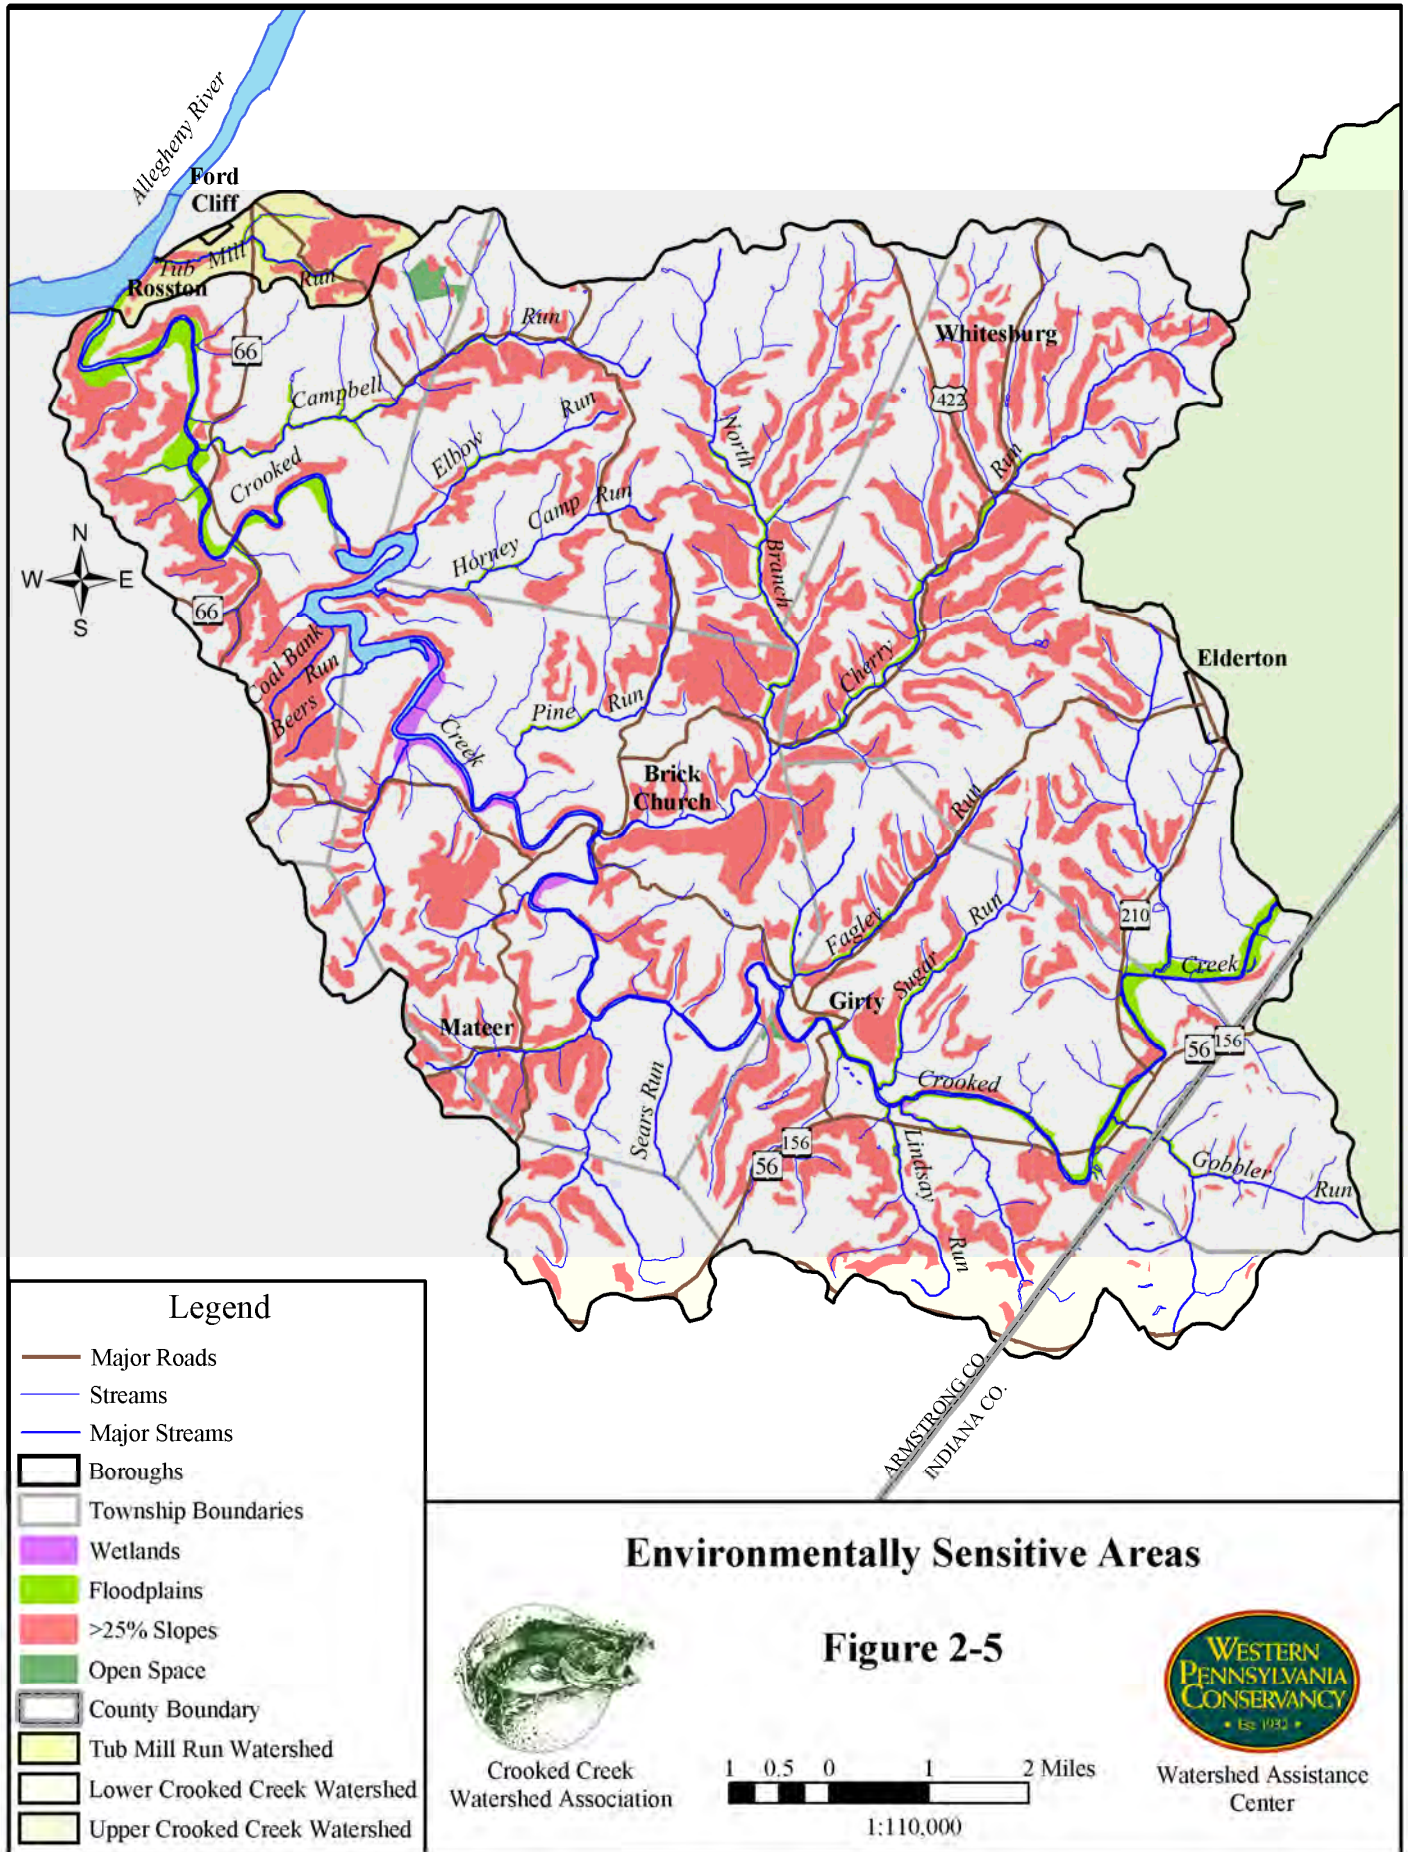 Allegheny River
Ford
Cliff
Tub Mill Run
Rosston
66
Run
Campbell
Whitesburg
422
Elbow Run
North
Branch
Run
Crooked
Horney Camp Run
N
W E
S
66
Coal Bank
Run
Beers
Cherry
Elderton
Pine Run
Creek
Brick
Church
Run
Fagley
Run
Sugar
210
Creek
Girty
Mateer
56
156
Crooked
Sears Run
Lindsay
Run
156
56
Gobbler
Run
ARMSTRONG CO.
INDIANA CO.
Legend
Major Roads
Streams
Major Streams
Boroughs
Township Boundaries
Wetlands
Floodplains
>25% Slopes
Open Space
County Boundary
Tub Mill Run Watershed
Lower Crooked Creek Watershed
Upper Crooked Creek Watershed
Environmentally Sensitive Areas
Figure 2-5
Crooked Creek
Watershed Association
1 0.5 0 1 2 Miles
1:110,000
WESTERN
PENNSYLVANIA
CONSERVANCY
• Est 1932 •
Watershed Assistance
Center